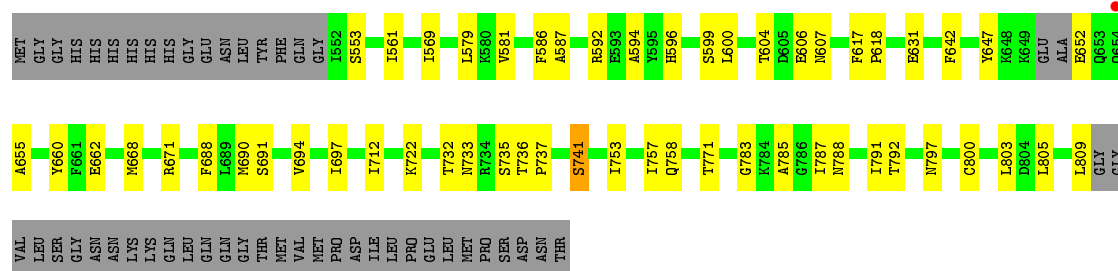 MET GLY GLY HIS HIS HIS HIS HIS HIS GLY GLU ASN LEU TYR PHE GLN GLY I552 S553 I561 I569 L579 K580 V581 F586 A587 R592 E593 A594 Y595 H596 S599 L600 T604 D605 E606 N607 F617 P618 E631 F642 Y647 K648 K649 GLU ALA E652 Q653 Q654
A655 Y660 F661 E662 M668 R671 F688 L689 M690 S691 V694 I697 I712 K722 T732 N733 R734 S735 T736 P737 S741 I753 I757 Q758 T771 G783 K784 A785 G786 I787 N788 I791 T792 N797 C800 L803 D804 L805 L809 GLY GLY
VAL LEU SER GLY ASN ASN LYS LYS GLN LEU GLN GLN GLY THR MET VAL MET PRO ASP ILE LEU PRO GLU LEU MET PRO SER ASP ASN THR